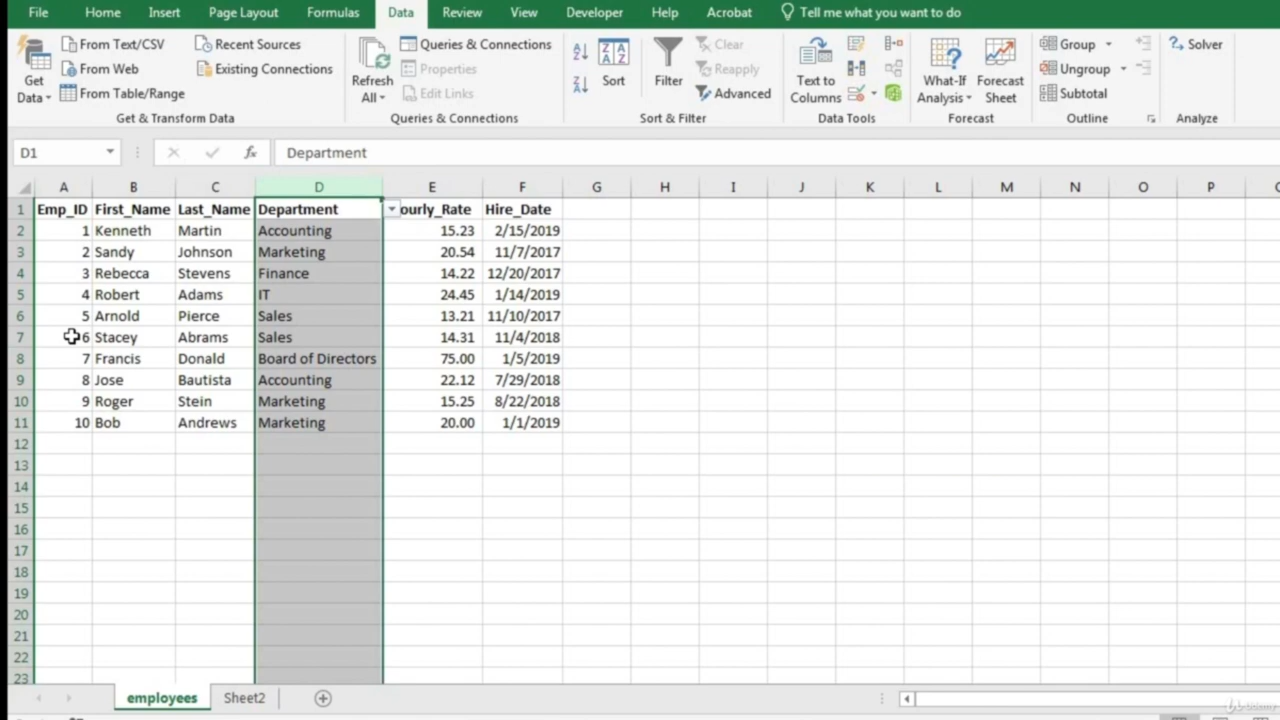 File Home Insert Page Layout Formulas Data Review View Developer Help Acrobat Tell me what you want to do
From Text/CSV Recent Sources Queries & Connections Clear Group Solver
From Web Existing Connections Properties Reapply Ungroup
From Table/Range Edit Links Advanced Subtotal
Get Data Refresh All Sort Filter Text to Columns What-If Analysis Forecast Sheet
Get & Transform Data Queries & Connections Sort & Filter Data Tools Forecast Outline Analyze
D1 fx Department
A B C D E F G H I J K L M N O P
1 Emp_ID First_Name Last_Name Department ourly_Rate Hire_Date
2 1 Kenneth Martin Accounting 15.23 2/15/2019
3 2 Sandy Johnson Marketing 20.54 11/7/2017
4 3 Rebecca Stevens Finance 14.22 12/20/2017
5 4 Robert Adams IT 24.45 1/14/2019
6 5 Arnold Pierce Sales 13.21 11/10/2017
7 6 Stacey Abrams Sales 14.31 11/4/2018
8 7 Francis Donald Board of Directors 75.00 1/5/2019
9 8 Jose Bautista Accounting 22.12 7/29/2018
10 9 Roger Stein Marketing 15.25 8/22/2018
11 10 Bob Andrews Marketing 20.00 1/1/2019
12
13
14
15
16
17
18
19
20
21
22
23
employees Sheet2
Udemy